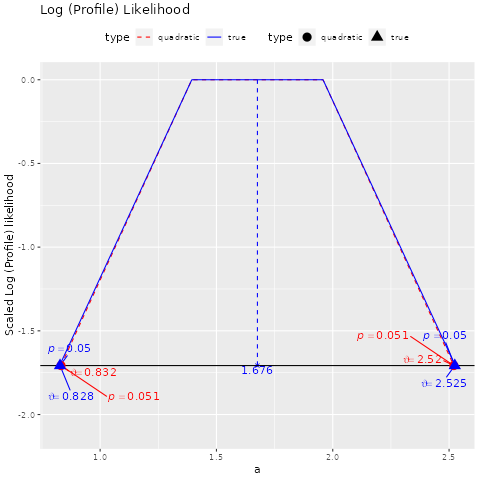 Log (Profile) Likelihood
type quadratic true type quadratic true
Scaled Log (Profile) likelihood
0.0
-0.5
-1.0
-1.5
-2.0
p = 0.051
p = 0.05
p = 0.05
ϑ = 2.52
1.676
ϑ = 0.832
ϑ = 2.525
ϑ = 0.828
p = 0.051
1.0 1.5 2.0 2.5
a